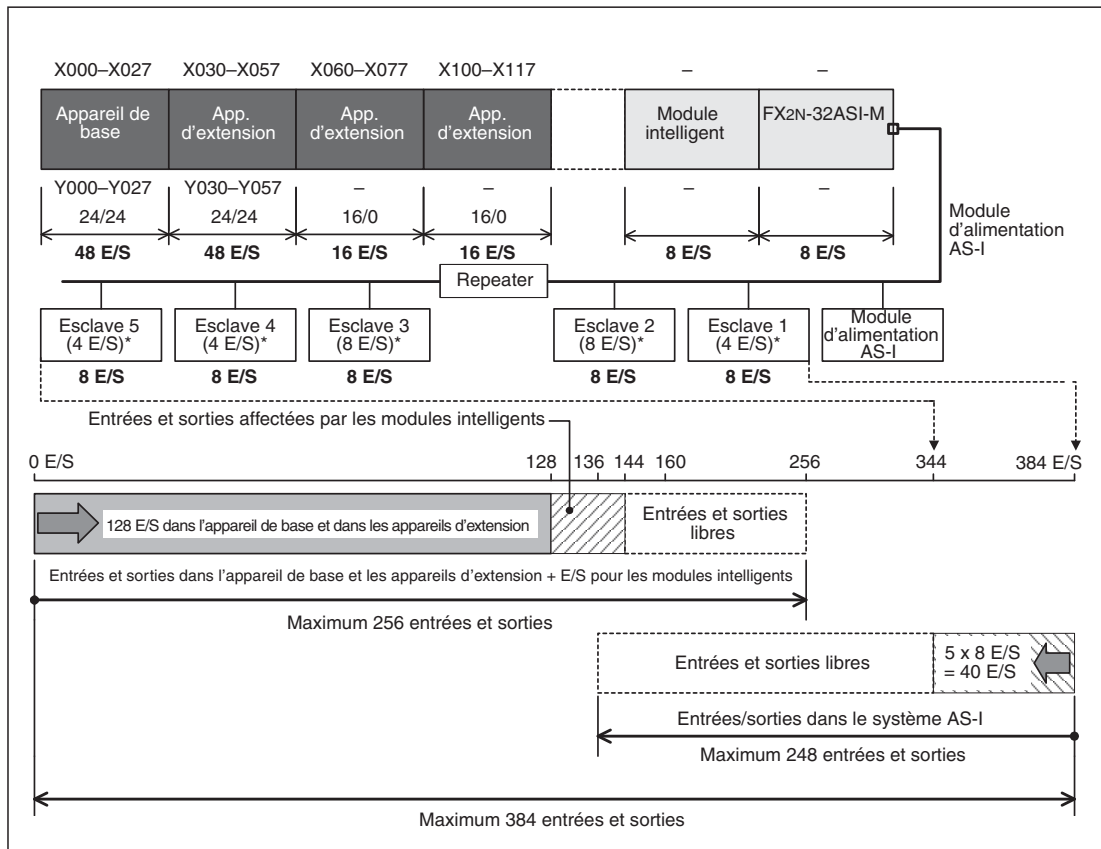 X000–X027 X030–X057 X060–X077 X100–X117 – –
Appareil de base App. d'extension App. d'extension App. d'extension Module intelligent FX2N-32ASI-M
Y000–Y027 Y030–Y057 – – – –
24/24 24/24 16/0 16/0
48 E/S 48 E/S 16 E/S 16 E/S 8 E/S 8 E/S
Module d'alimentation AS-I
Repeater
Esclave 5 (4 E/S)* Esclave 4 (4 E/S)* Esclave 3 (8 E/S)* Esclave 2 (8 E/S)* Esclave 1 (4 E/S)* Module d'alimentation AS-I
8 E/S 8 E/S 8 E/S 8 E/S 8 E/S
Entrées et sorties affectées par les modules intelligents
0 E/S 128 136 144 160 256 344 384 E/S
128 E/S dans l'appareil de base et dans les appareils d'extension
Entrées et sorties libres
Entrées et sorties dans l'appareil de base et les appareils d'extension + E/S pour les modules intelligents
Maximum 256 entrées et sorties
Entrées et sorties libres
5 x 8 E/S = 40 E/S
Entrées/sorties dans le système AS-I
Maximum 248 entrées et sorties
Maximum 384 entrées et sorties